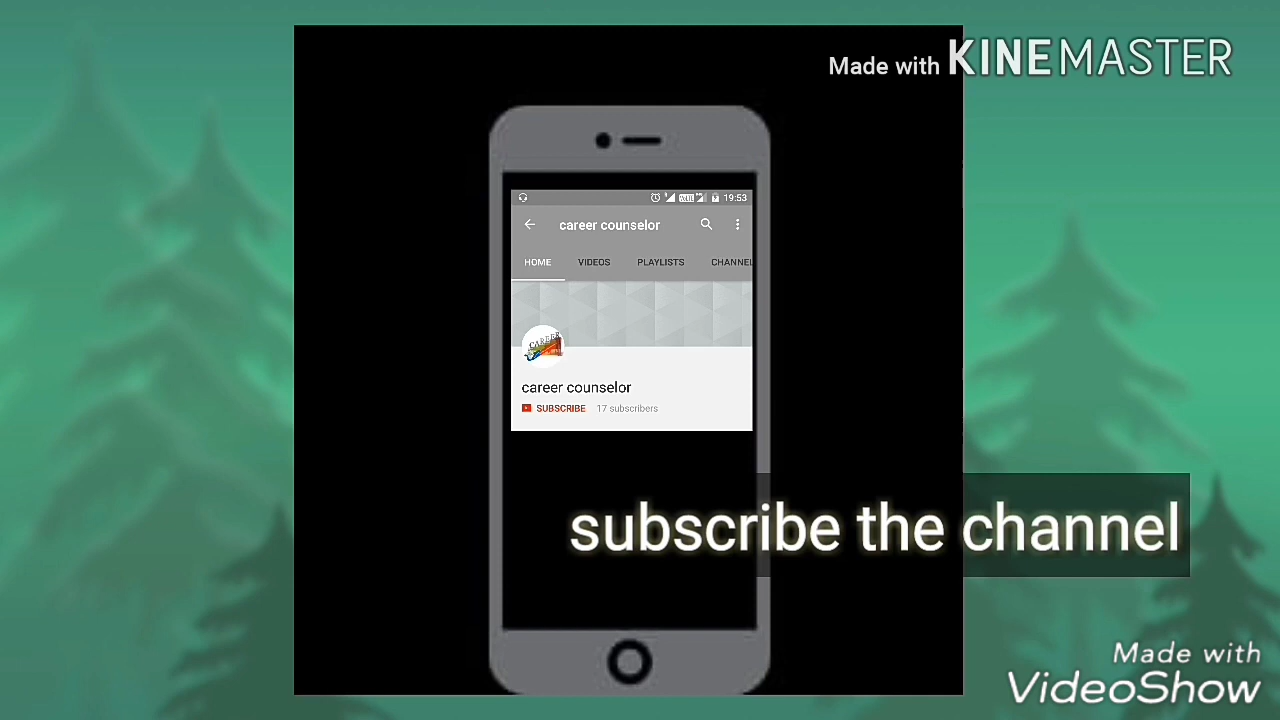 Made with KINEMASTER
19:53
career counselor
HOME VIDEOS PLAYLISTS CHANNEL
CAREER
career counselor
SUBSCRIBE 17 subscribers
subscribe the channel
Made with
VideoShow